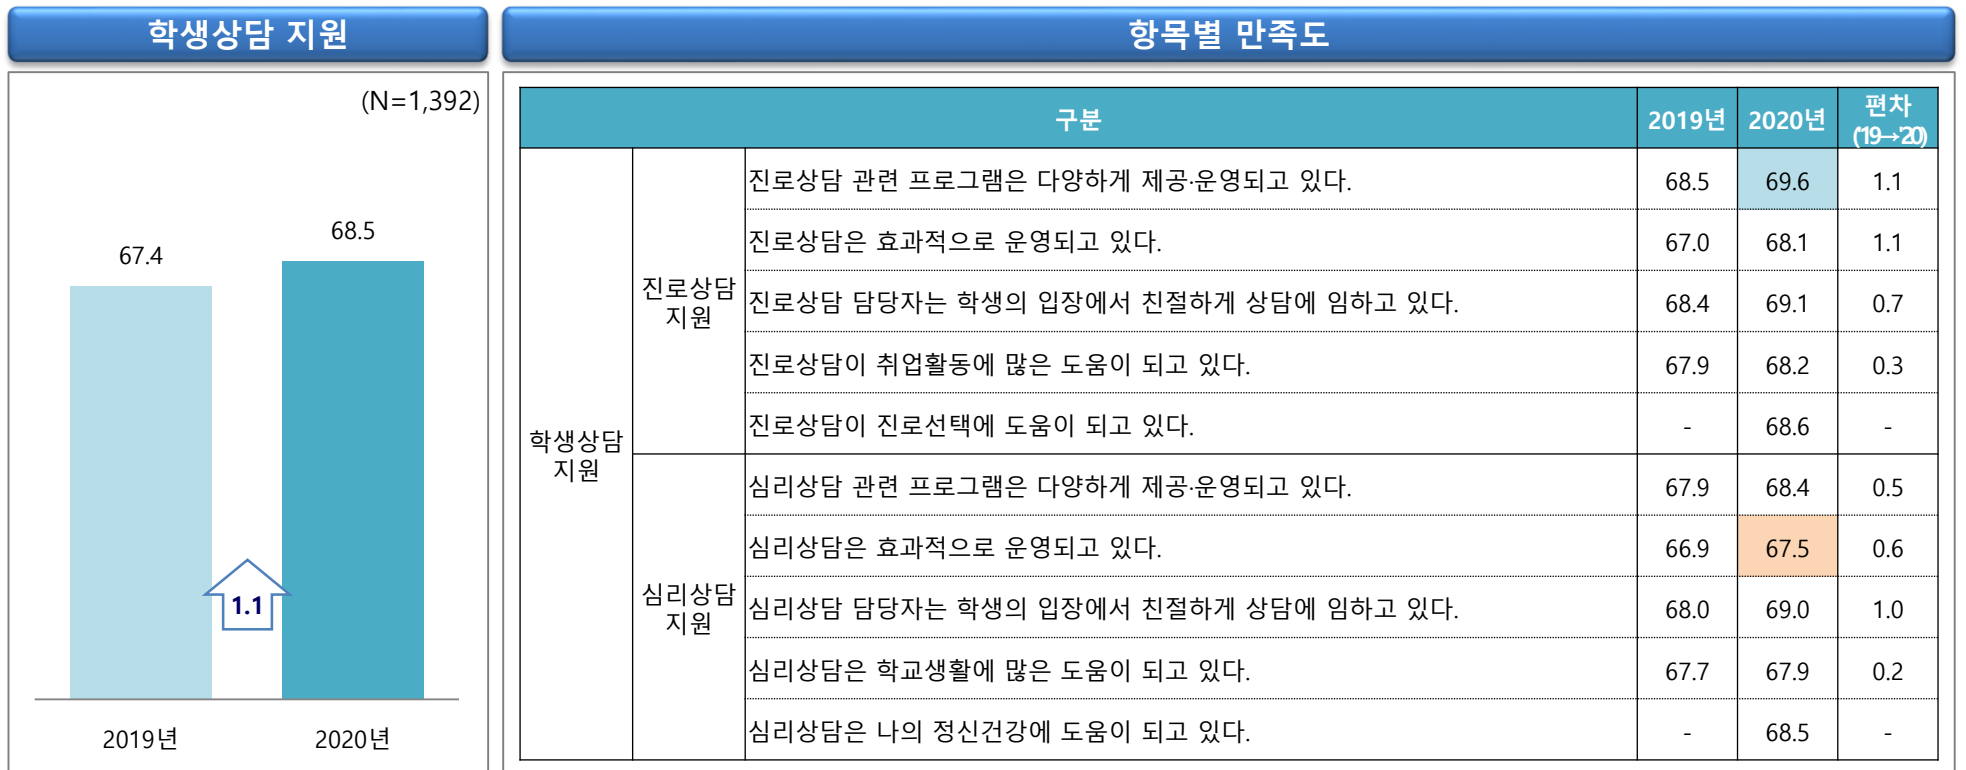 학생상담 지원
(N=1,392)
67.4
68.5
1.1
2019년
2020년
항목별 만족도
구분 2019년 2020년 편차
('19→'20)
학생상담
지원
진로상담
지원
진로상담 관련 프로그램은 다양하게 제공·운영되고 있다. 68.5 69.6 1.1
진로상담은 효과적으로 운영되고 있다. 67.0 68.1 1.1
진로상담 담당자는 학생의 입장에서 친절하게 상담에 임하고 있다. 68.4 69.1 0.7
진로상담이 취업활동에 많은 도움이 되고 있다. 67.9 68.2 0.3
진로상담이 진로선택에 도움이 되고 있다. - 68.6 -
심리상담
지원
심리상담 관련 프로그램은 다양하게 제공·운영되고 있다. 67.9 68.4 0.5
심리상담은 효과적으로 운영되고 있다. 66.9 67.5 0.6
심리상담 담당자는 학생의 입장에서 친절하게 상담에 임하고 있다. 68.0 69.0 1.0
심리상담은 학교생활에 많은 도움이 되고 있다. 67.7 67.9 0.2
심리상담은 나의 정신건강에 도움이 되고 있다. - 68.5 -